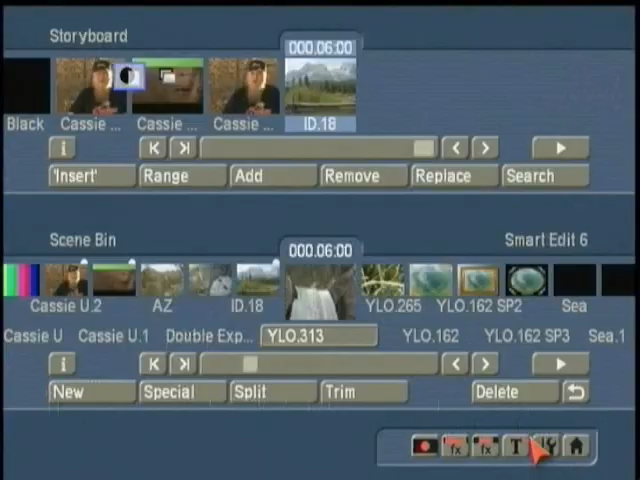 Storyboard
000.06:00
Black
Cassie ...
Cassie ...
Cassie ...
ID.18
i
'Insert'
Range
Add
Remove
Replace
Search
Scene Bin
000.06:00
Smart Edit 6
Cassie U.2
AZ
ID.18
YLO.265
YLO.162 SP2
Sea
Cassie U
Cassie U.1
Double Exp...
YLO.313
YLO.162
YLO.162 SP3
Sea.1
i
New
Special
Split
Trim
Delete
fx
fx
T